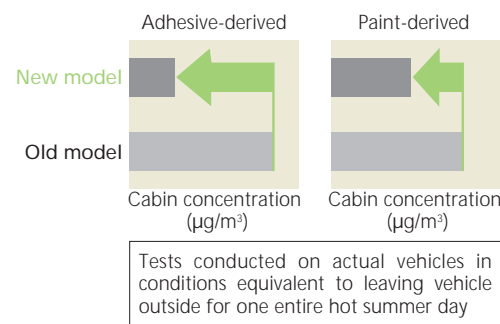 Adhesive-derived
Paint-derived
New model
Old model
Cabin concentration
(µg/m³)
Cabin concentration
(µg/m³)
Tests conducted on actual vehicles in
conditions equivalent to leaving vehicle
outside for one entire hot summer day